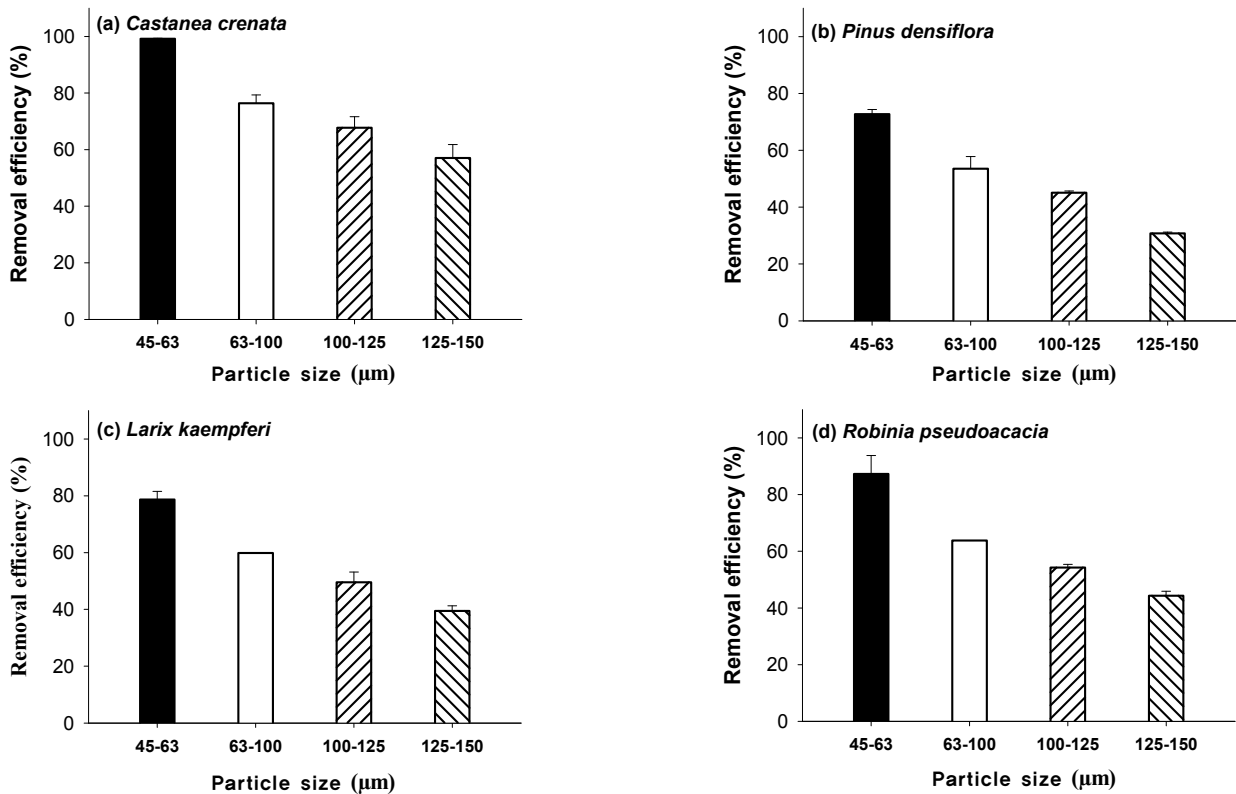 (a) Castanea crenata
Removal efficiency (%)
100
80
60
40
20
0
45-63 63-100 100-125 125-150
Particle size (µm)
(b) Pinus densiflora
Removal efficiency (%)
100
80
60
40
20
0
45-63 63-100 100-125 125-150
Particle size (µm)
(c) Larix kaempferi
Removal efficiency (%)
100
80
60
40
20
0
45-63 63-100 100-125 125-150
Particle size (µm)
(d) Robinia pseudoacacia
Removal efficiency (%)
100
80
60
40
20
0
45-63 63-100 100-125 125-150
Particle size (µm)